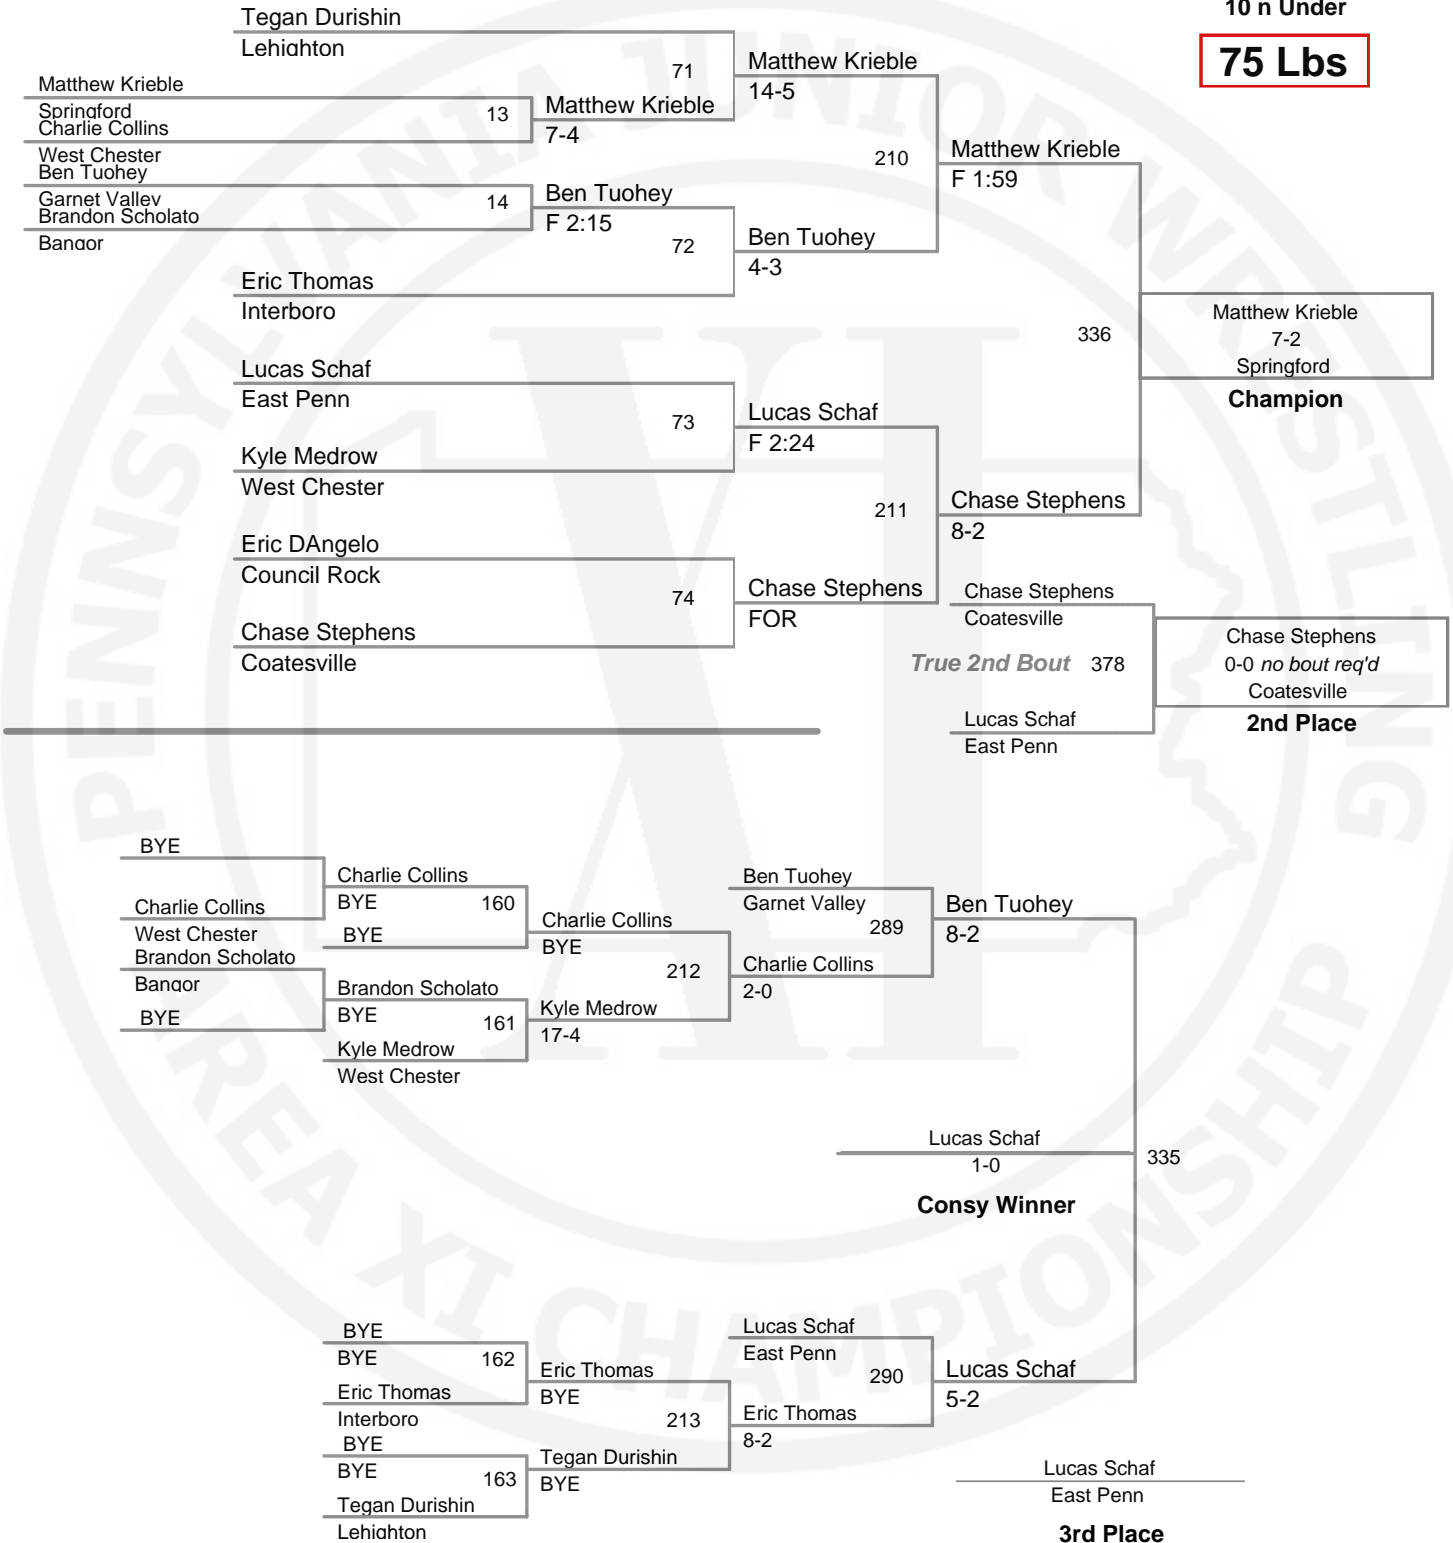 10 n Under
75 Lbs
Tegan Durishin
Lehighton
71
Matthew Krieble
14-5
Matthew Krieble
Springford
13
Matthew Krieble
7-4
Charlie Collins
West Chester
210
Matthew Krieble
F 1:59
Ben Tuohey
Garnet Valley
14
Ben Tuohey
F 2:15
Brandon Scholato
Bangor
72
Ben Tuohey
4-3
Eric Thomas
Interboro
336
Matthew Krieble
7-2
Springford
Champion
Lucas Schaf
East Penn
73
Lucas Schaf
F 2:24
Kyle Medrow
West Chester
211
Chase Stephens
8-2
Eric DAngelo
Council Rock
74
Chase Stephens
FOR
Chase Stephens
Coatesville
Chase Stephens
Coatesville
True 2nd Bout 378
Chase Stephens
0-0 no bout req'd
Coatesville
2nd Place
Lucas Schaf
East Penn
BYE
Charlie Collins
BYE
160
Charlie Collins
West Chester
BYE
Charlie Collins
BYE
Brandon Scholato
Bangor
Brandon Scholato
BYE
161
BYE
Kyle Medrow
West Chester
Kyle Medrow
17-4
212
Ben Tuohey
Garnet Valley
289
Charlie Collins
2-0
Ben Tuohey
8-2
Lucas Schaf
1-0
335
Consy Winner
BYE
BYE
162
Eric Thomas
Interboro
Eric Thomas
BYE
BYE
BYE
163
Tegan Durishin
Lehighton
Tegan Durishin
BYE
213
Lucas Schaf
East Penn
290
Eric Thomas
8-2
Lucas Schaf
5-2
Lucas Schaf
East Penn
3rd Place
PENNSYLVANIA JUNIOR WRESTLING
AREA XI CHAMPIONSHIP
XI